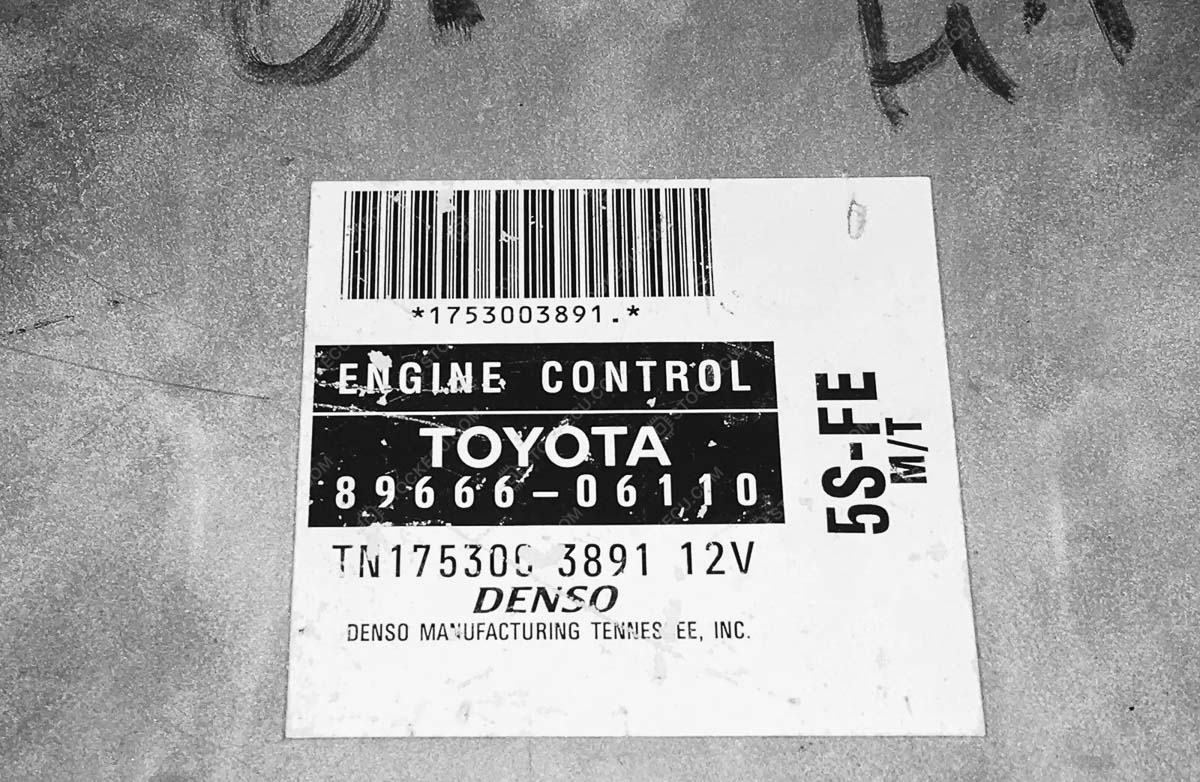 *1753003891.*
ENGINE CONTROL
TOYOTA
89666-06110
TN175300 3891 12V
DENSO
DENSO MANUFACTURING TENNESSEE, INC.
5S-FE
M/T